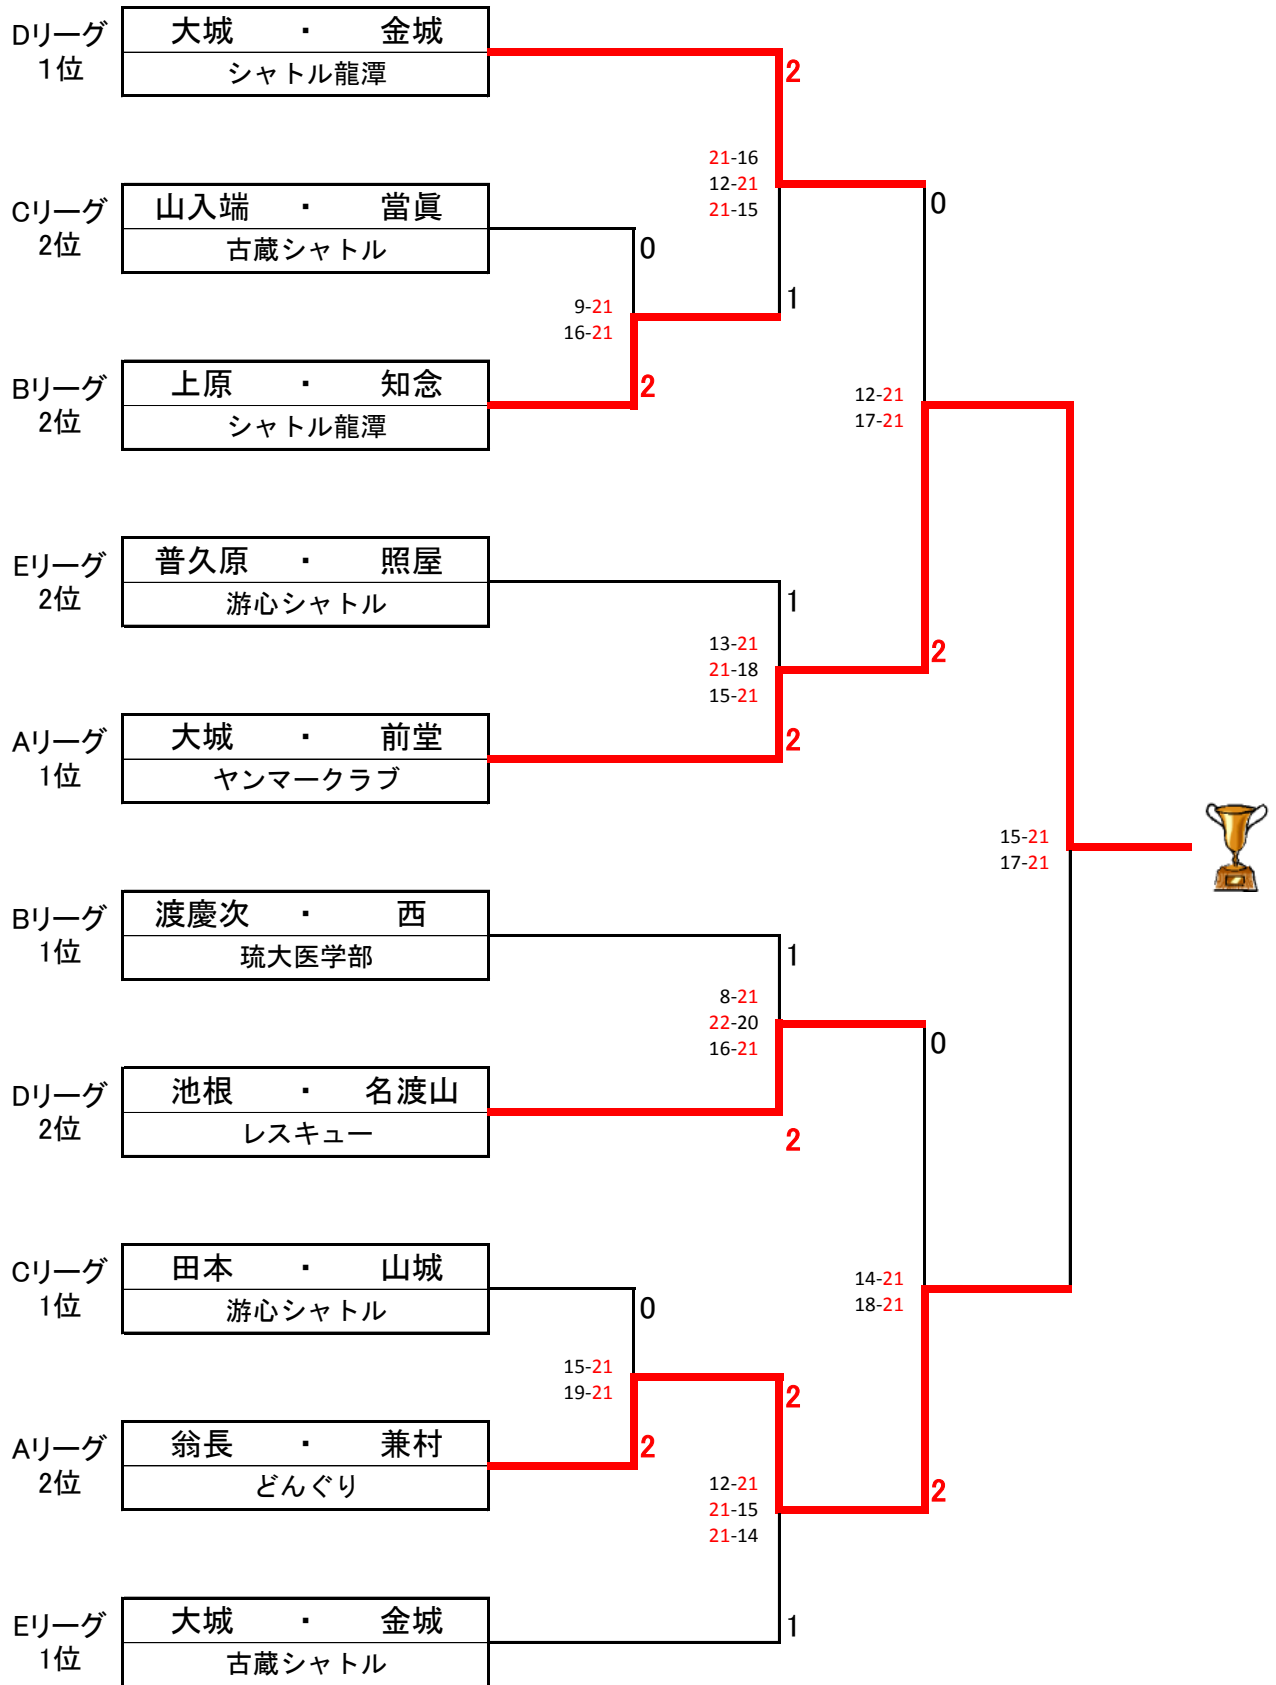 Dリーグ
1位
大城 ・ 金城
シャトル龍潭
2
21-16
12-21
21-15
0
Cリーグ
2位
山入端 ・ 當眞
古蔵シャトル
0
9-21
16-21
1
Bリーグ
2位
上原 ・ 知念
シャトル龍潭
2
12-21
17-21
Eリーグ
2位
普久原 ・ 照屋
游心シャトル
1
13-21
21-18
15-21
2
Aリーグ
1位
大城 ・ 前堂
ヤンマークラブ
2
15-21
17-21
Bリーグ
1位
渡慶次 ・ 西
琉大医学部
1
8-21
22-20
16-21
0
Dリーグ
2位
池根 ・ 名渡山
レスキュー
2
Cリーグ
1位
田本 ・ 山城
游心シャトル
0
14-21
18-21
15-21
19-21
2
Aリーグ
2位
翁長 ・ 兼村
どんぐり
2
12-21
21-15
21-14
2
Eリーグ
1位
大城 ・ 金城
古蔵シャトル
1